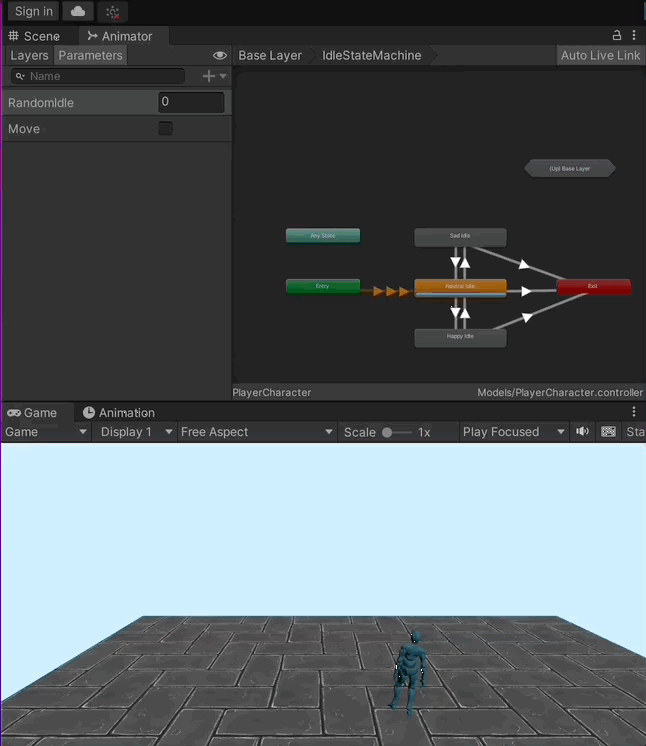 Sign in
Scene
Animator
Layers
Parameters
Base Layer
IdleStateMachine
Auto Live Link
Name
RandomIdle
0
Move
(Up) Base Layer
Any State
Sad Idle
Entry
Neutral Idle
Exit
Happy Idle
PlayerCharacter
Models/PlayerCharacter.controller
Game
Animation
Game
Display 1
Free Aspect
Scale
1x
Play Focused
Sta